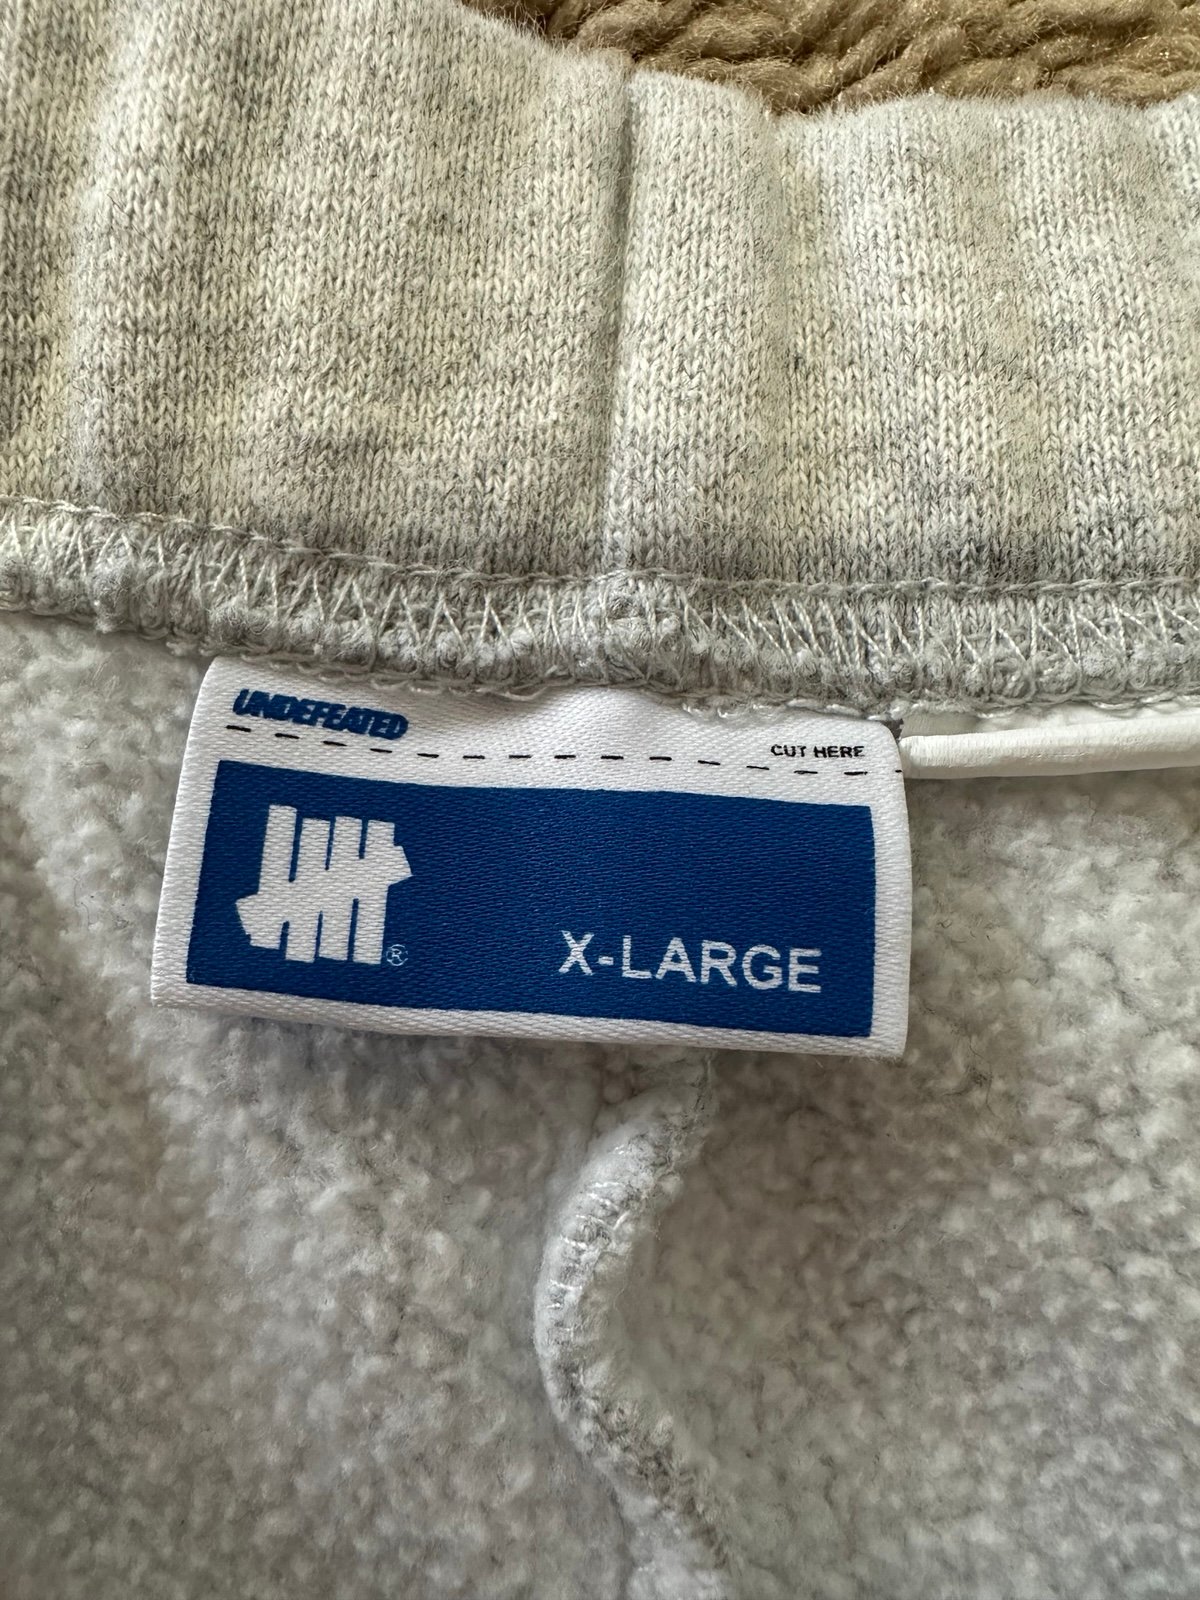 UNDEFEATED
CUT HERE
®
X-LARGE